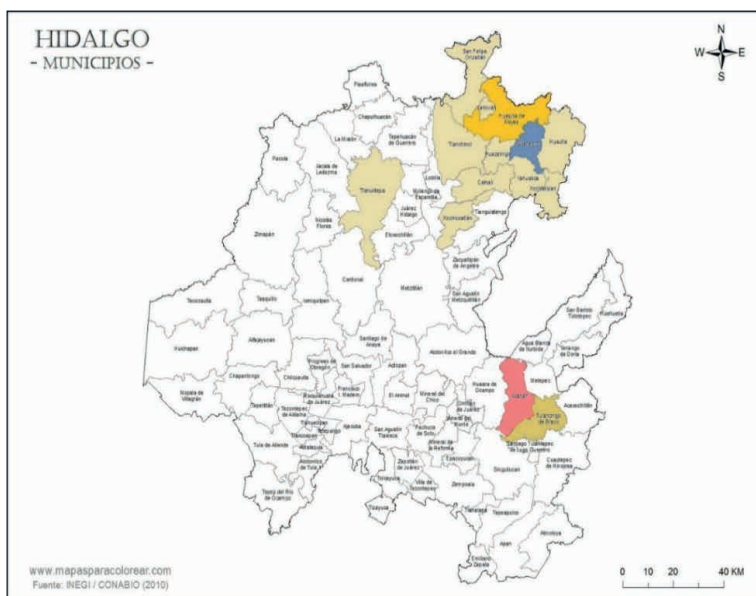 HIDALGO
- MUNICIPIOS -
N
W E
S
San Felipe
Orizatlán
Jaltocán
Huejutla de
Reyes
Pisaflores
Chapulhuacán
La Misión
Tepehuacán de
Guerrero
Tlanchinol
Huazalingo
Huautla
Yahualica
Xochiatipan
Calnali
Pacula
Jacala de
Ledezma
Tlahuiltepa
Lolotla
Molango de
Escamilla
Xochicoatlán
Tianguistengo
Juárez
Hidalgo
Nicolás
Flores
Eloxochitlán
Zimapán
Zacualtipán
de Ángeles
Cardonal
Metztitlán
San Agustín
Metzquititlán
Tecozautla
Tasquillo
Ixmiquilpan
San Bartolo
Tutotepec
Huehuetla
Huichapan
Alfajayucan
Santiago de
Anaya
Atotonilco el Grande
Agua Blanca
de Iturbide
Tenango
de Doria
Metepec
Progreso de
Obregón
San Salvador
Actopan
Huasca de
Ocampo
Acaxochitlán
Chapantongo
Chilcuautla
Francisco
I. Madero
El Arenal
Mineral del
Chico
Omitlán
de Juárez
Tulancingo
de Bravo
Nopala de
Villagrán
Tepetitlán
Tezontepec
de Aldama
Mixquiahuala
de Juárez
Mineral del
Monte
Tlahuelilpan
Ajacuba
San Agustín
Tlaxiaca
Pachuca
de Soto
Santiago Tulantepec
de Lugo Guerrero
Tula de Allende
Tlaxcoapan
Atitalaquia
Mineral de
la Reforma
Epazoyucan
Singuilucan
Cuautepec
de Hinojosa
Atotonilco
de Tula
Zapotlán
de Juárez
Tolcayuca
Villa de
Tezontepec
Zempoala
Tepeji del Río
de Ocampo
Tizayuca
Tlanalapa
Tepeapulco
Apan
Almoloya
Emiliano
Zapata
www.mapasparacolorear.com
Fuente: INEGI / CONABIO (2010)
0 10 20 40 KM